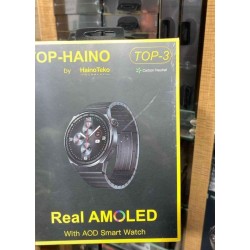 OP-HAINO
by HainoTeko
TOP-3
Real AMOLED
With AOD Smart Watch